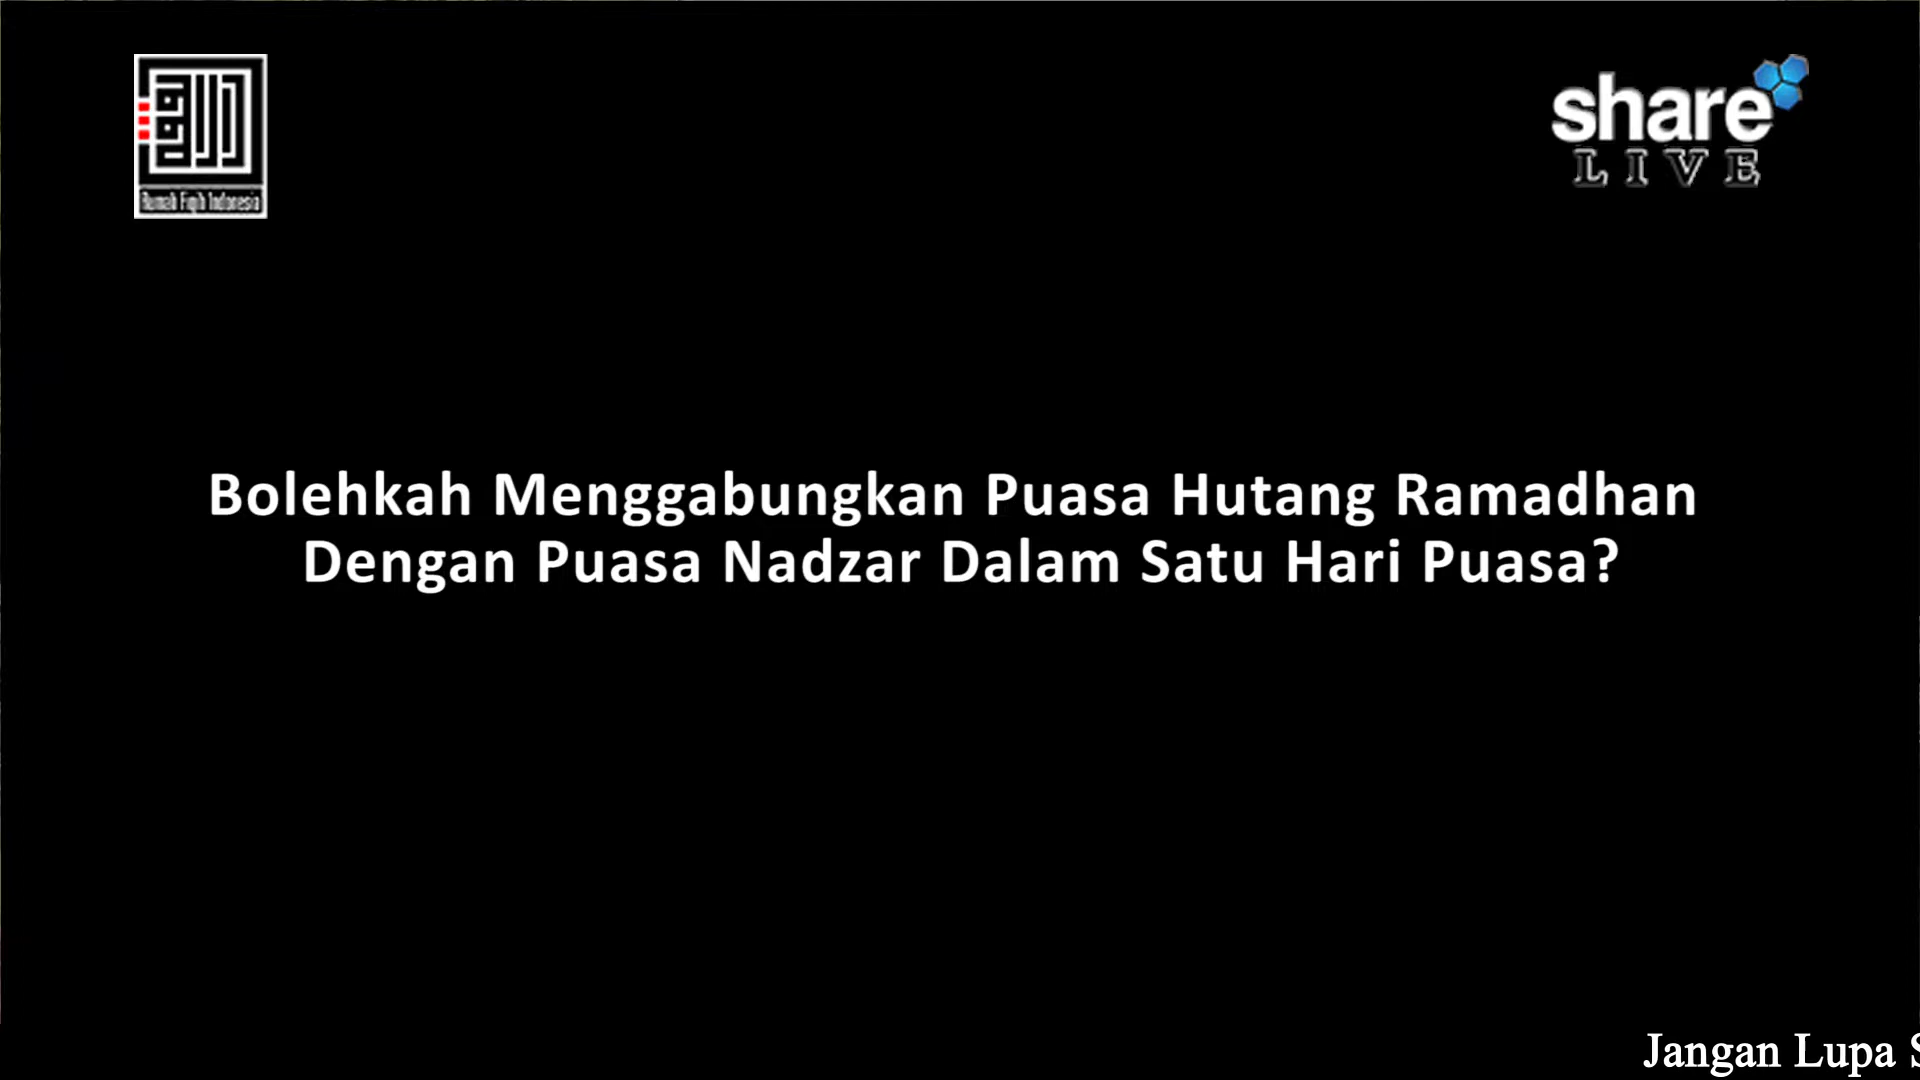 Rumah Fiqih Indonesia
share
LIVE
Bolehkah Menggabungkan Puasa Hutang Ramadhan
Dengan Puasa Nadzar Dalam Satu Hari Puasa?
Jangan Lupa S